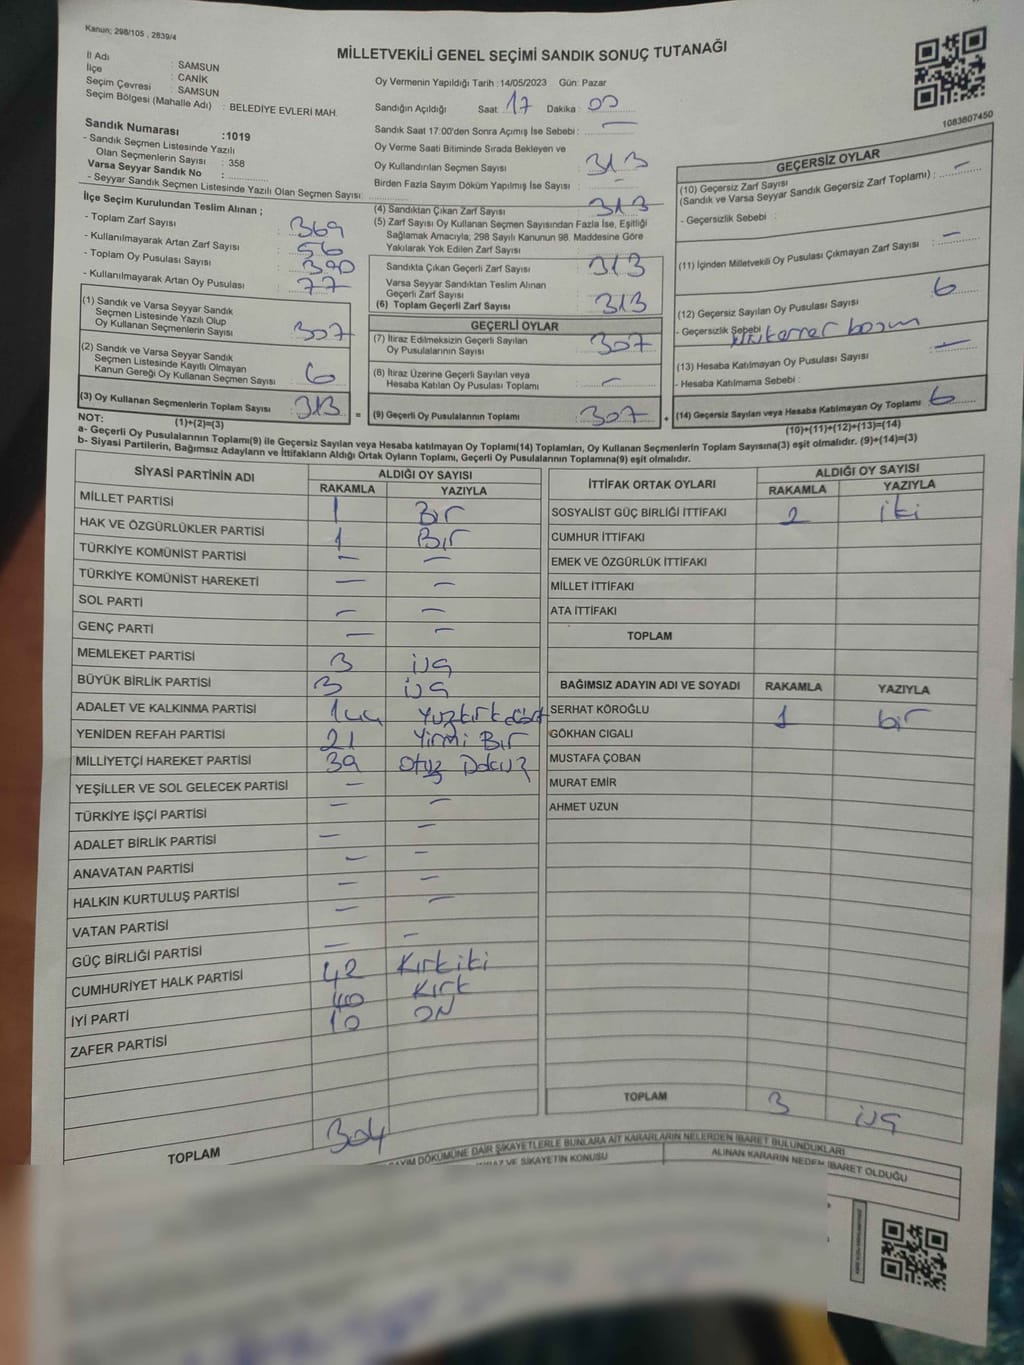 Kanun; 298/105 , 2839/4
MİLLETVEKİLİ GENEL SEÇİMİ SANDIK SONUÇ TUTANAĞI
İl Adı : SAMSUN
İlçe : CANİK
Seçim Çevresi : SAMSUN
Seçim Bölgesi (Mahalle Adı) : BELEDİYE EVLERİ MAH.
Sandık Numarası :1019
- Sandık Seçmen Listesinde Yazılı
Olan Seçmenlerin Sayısı : 358
Varsa Seyyar Sandık No :
- Seyyar Sandık Seçmen Listesinde Yazılı Olan Seçmen Sayısı
Oy Vermenin Yapıldığı Tarih :14/05/2023 Gün: Pazar
Sandığın Açıldığı Saat: 17 Dakika : 00
Sandık Saat 17:00'den Sonra Açımış İse Sebebi : —
Oy Verme Saati Bitiminde Sırada Bekleyen ve
Oy Kullandırılan Seçmen Sayısı : 313
Birden Fazla Sayım Döküm Yapılmış İse Sayısı : —
1083607450
İlçe Seçim Kurulundan Teslim Alınan ;
- Toplam Zarf Sayısı : 369
- Kullanılmayarak Artan Zarf Sayısı : 56
- Toplam Oy Pusulası Sayısı : 390
- Kullanılmayarak Artan Oy Pusulası : 77
(1) Sandık ve Varsa Seyyar Sandık
Seçmen Listesinde Yazılı Olup
Oy Kullanan Seçmenlerin Sayısı : 307
(2) Sandık ve Varsa Seyyar Sandık
Seçmen Listesinde Kayıtlı Olmayan
Kanun Gereği Oy Kullanan Seçmen Sayısı : 6
(3) Oy Kullanan Seçmenlerin Toplam Sayısı : 313
(1)+(2)=(3)
(4) Sandıktan Çıkan Zarf Sayısı : 313
(5) Zarf Sayısı Oy Kullanan Seçmen Sayısından Fazla İse, Eşitliği
Sağlamak Amacıyla; 298 Sayılı Kanunun 98. Maddesine Göre
Yakılarak Yok Edilen Zarf Sayısı :
Sandıkta Çıkan Geçerli Zarf Sayısı : 313
Varsa Seyyar Sandıktan Teslim Alınan
Geçerli Zarf Sayısı
(6) Toplam Geçerli Zarf Sayısı : 313
GEÇERLİ OYLAR
(7) İtiraz Edilmeksizin Geçerli Sayılan
Oy Pusulalarının Sayısı : 307
(8) İtiraz Üzerine Geçerli Sayılan veya
Hesaba Katılan Oy Pusulası Toplamı : —
= (9) Geçerli Oy Pusulalarının Toplamı : 307
GEÇERSİZ OYLAR
(10) Geçersiz Zarf Sayısı
(Sandık ve Varsa Seyyar Sandık Geçersiz Zarf Toplamı) : —
- Geçersizlik Sebebi :
(11) İçinden Milletvekili Oy Pusulası Çıkmayan Zarf Sayısı : —
(12) Geçersiz Sayılan Oy Pusulası Sayısı : 6
- Geçersizlik Sebebi :
(13) Hesaba Katılmayan Oy Pusulası Sayısı : —
- Hesaba Katılmama Sebebi :
+ (14) Geçersiz Sayılan veya Hesaba Katılmayan Oy Toplamı : 6
(10)+(11)+(12)+(13)=(14)
NOT:
a- Geçerli Oy Pusulalarının Toplamı(9) ile Geçersiz Sayılan veya Hesaba katılmayan Oy Toplamı(14) Toplamları, Oy Kullanan Seçmenlerin Toplam Sayısına(3) eşit olmalıdır. (9)+(14)=(3)
b- Siyasi Partilerin, Bağımsız Adayların ve İttifakların Aldığı Ortak Oyların Toplamı, Geçerli Oy Pusulalarının Toplamına(9) eşit olmalıdır.
SİYASİ PARTİNİN ADI ALDIĞI OY SAYISI
RAKAMLA YAZIYLA
MİLLET PARTİSİ 1 Bir
HAK VE ÖZGÜRLÜKLER PARTİSİ 1 Bir
TÜRKİYE KOMÜNİST PARTİSİ — —
TÜRKİYE KOMÜNİST HAREKETİ — —
SOL PARTİ — —
GENÇ PARTİ — —
MEMLEKET PARTİSİ 3 üç
BÜYÜK BİRLİK PARTİSİ 3 üç
ADALET VE KALKINMA PARTİSİ 144 Yüzkırk dört
YENİDEN REFAH PARTİSİ 21 Yirmi Bir
MİLLİYETÇİ HAREKET PARTİSİ 39 Otuz Dokuz
YEŞİLLER VE SOL GELECEK PARTİSİ —
TÜRKİYE İŞÇİ PARTİSİ — —
ADALET BİRLİK PARTİSİ — —
ANAVATAN PARTİSİ — —
HALKIN KURTULUŞ PARTİSİ — —
VATAN PARTİSİ — —
GÜÇ BİRLİĞİ PARTİSİ — —
CUMHURİYET HALK PARTİSİ 42 Kırkiki
İYİ PARTİ 40 Kırk
ZAFER PARTİSİ 10 ON
TOPLAM 304
İTTİFAK ORTAK OYLARI ALDIĞI OY SAYISI
RAKAMLA YAZIYLA
SOSYALİST GÜÇ BİRLİĞİ İTTİFAKI 2 iki
CUMHUR İTTİFAKI
EMEK VE ÖZGÜRLÜK İTTİFAKI
MİLLET İTTİFAKI
ATA İTTİFAKI
TOPLAM
BAĞIMSIZ ADAYIN ADI VE SOYADI RAKAMLA YAZIYLA
SERHAT KÖROĞLU 1 bir
GÖKHAN CIGALI
MUSTAFA ÇOBAN
MURAT EMİR
AHMET UZUN
TOPLAM 3 üç
SAYIM DÖKÜMÜNE DAİR ŞİKAYETLERLE BUNLARA AİT KARARLARIN NELERDEN İBARET BULUNDUKLARI
VE ŞİKAYETİN KONUSU ALINAN KARARIN NEDEN İBARET OLDUĞU